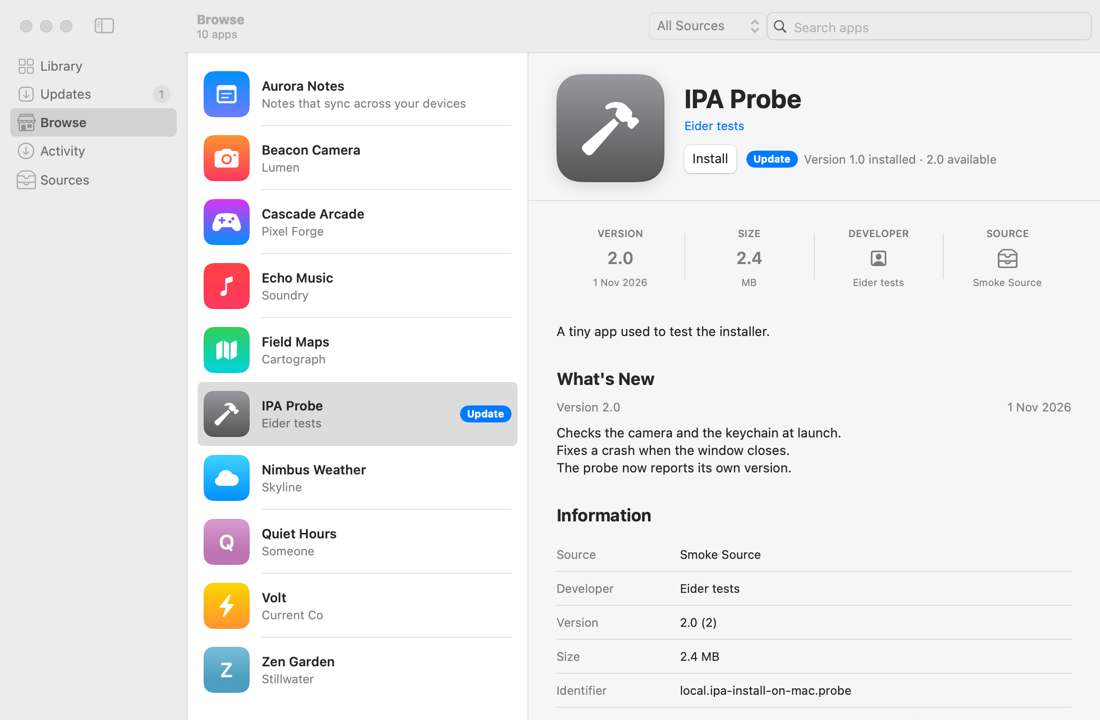 Browse
10 apps
All Sources
Search apps
Library
Updates
1
Browse
Activity
Sources
Aurora Notes
Notes that sync across your devices
Beacon Camera
Lumen
Cascade Arcade
Pixel Forge
Echo Music
Soundry
Field Maps
Cartograph
IPA Probe
Eider tests
Update
Nimbus Weather
Skyline
Q
Quiet Hours
Someone
Volt
Current Co
Z
Zen Garden
Stillwater
IPA Probe
Eider tests
Install Update Version 1.0 installed · 2.0 available
VERSION
2.0
1 Nov 2026
SIZE
2.4
MB
DEVELOPER
Eider tests
SOURCE
Smoke Source
A tiny app used to test the installer.
What's New
Version 2.0 1 Nov 2026
Checks the camera and the keychain at launch.
Fixes a crash when the window closes.
The probe now reports its own version.
Information
Source Smoke Source
Developer Eider tests
Version 2.0 (2)
Size 2.4 MB
Identifier local.ipa-install-on-mac.probe